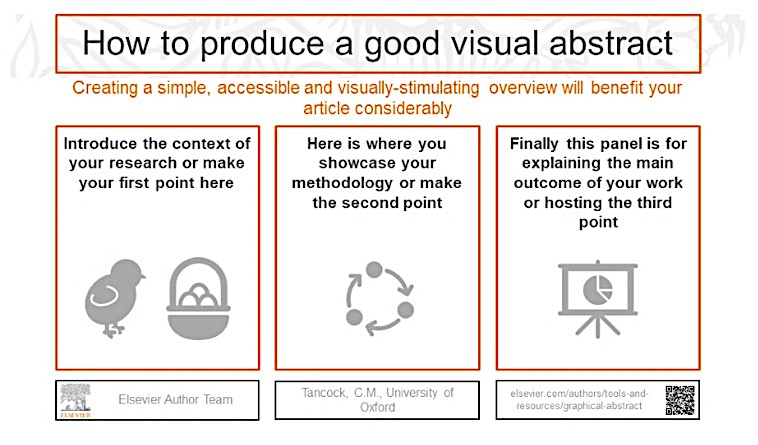 How to produce a good visual abstract
Creating a simple, accessible and visually-stimulating overview will benefit your
article considerably
Introduce the context of
your research or make
your first point here
Here is where you
showcase your
methodology or make
the second point
Finally this panel is for
explaining the main
outcome of your work
or hosting the third
point
ELSEVIER
Elsevier Author Team
Tancock, C.M., University of
Oxford
elsevier.com/authors/tools-and-
resources/graphical-abstract